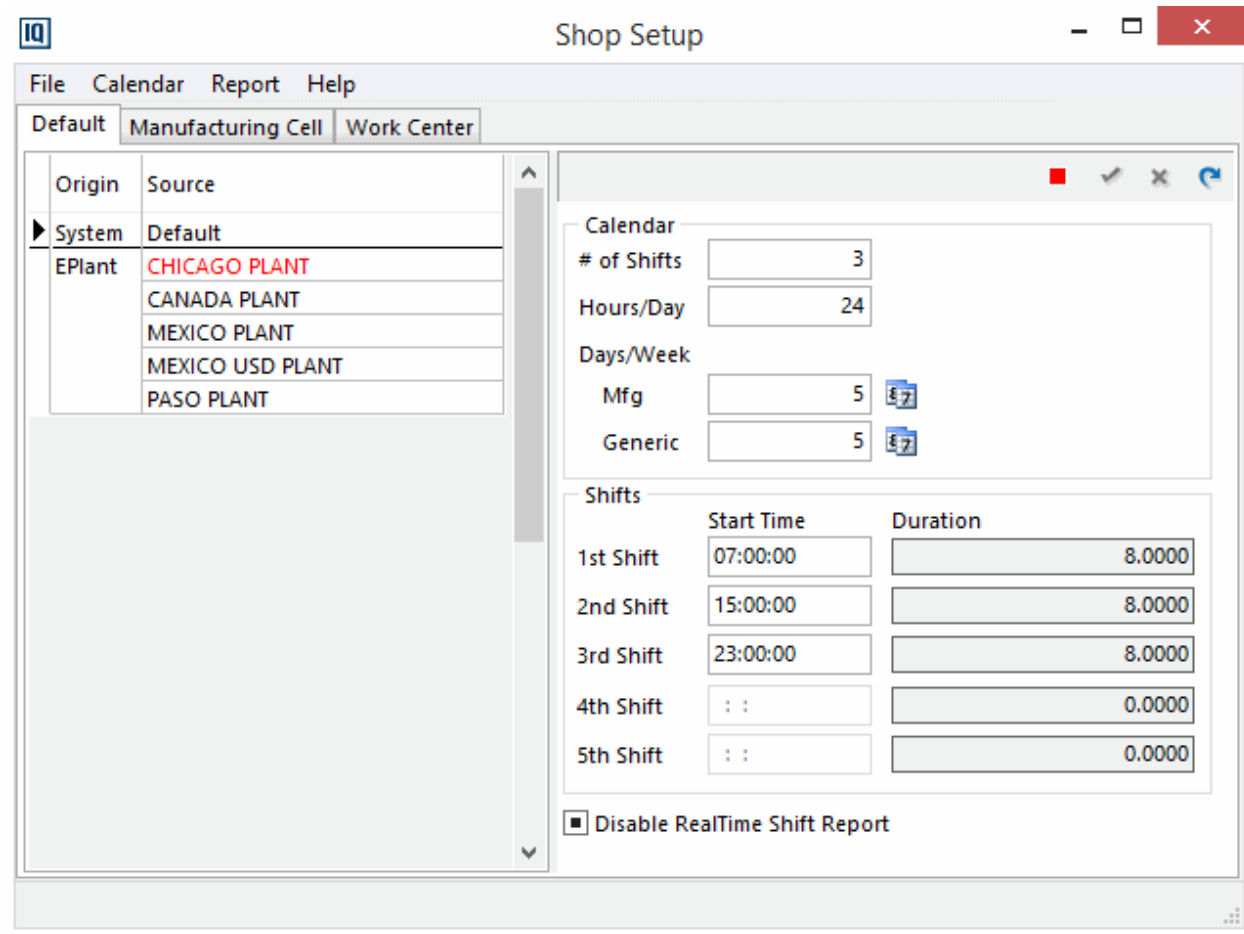 IQ
Shop Setup
File Calendar Report Help
Default Manufacturing Cell Work Center
Origin Source
System Default
EPlant CHICAGO PLANT
CANADA PLANT
MEXICO PLANT
MEXICO USD PLANT
PASO PLANT
Calendar
# of Shifts 3
Hours/Day 24
Days/Week
Mfg 5
Generic 5
Shifts
Start Time Duration
1st Shift 07:00:00 8.0000
2nd Shift 15:00:00 8.0000
3rd Shift 23:00:00 8.0000
4th Shift : : 0.0000
5th Shift : : 0.0000
Disable RealTime Shift Report